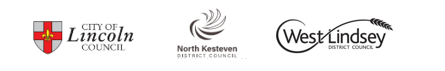 CITY OF
Lincoln
COUNCIL
North Kesteven
DISTRICT COUNCIL
West Lindsey
DISTRICT COUNCIL